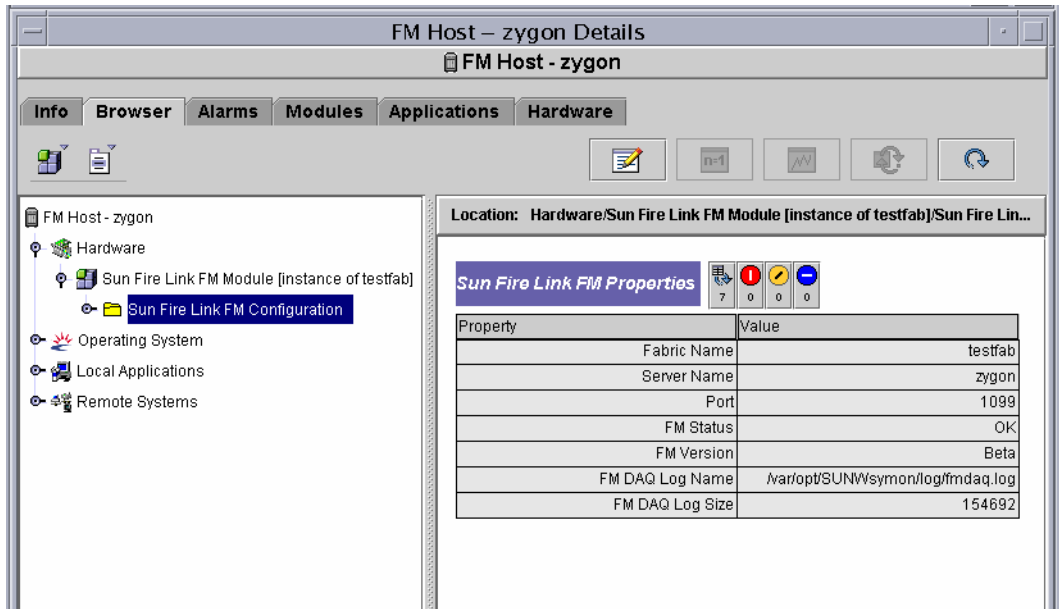 FM Host – zygon Details
FM Host - zygon
Info Browser Alarms Modules Applications Hardware
n=1
FM Host - zygon
Hardware
Sun Fire Link FM Module [instance of testfab]
Sun Fire Link FM Configuration
Operating System
Local Applications
Remote Systems
Location: Hardware/Sun Fire Link FM Module [instance of testfab]/Sun Fire Lin...
Sun Fire Link FM Properties 7 0 0 0
Property Value
Fabric Name testfab
Server Name zygon
Port 1099
FM Status OK
FM Version Beta
FM DAQ Log Name /var/opt/SUNWsymon/log/fmdaq.log
FM DAQ Log Size 154692